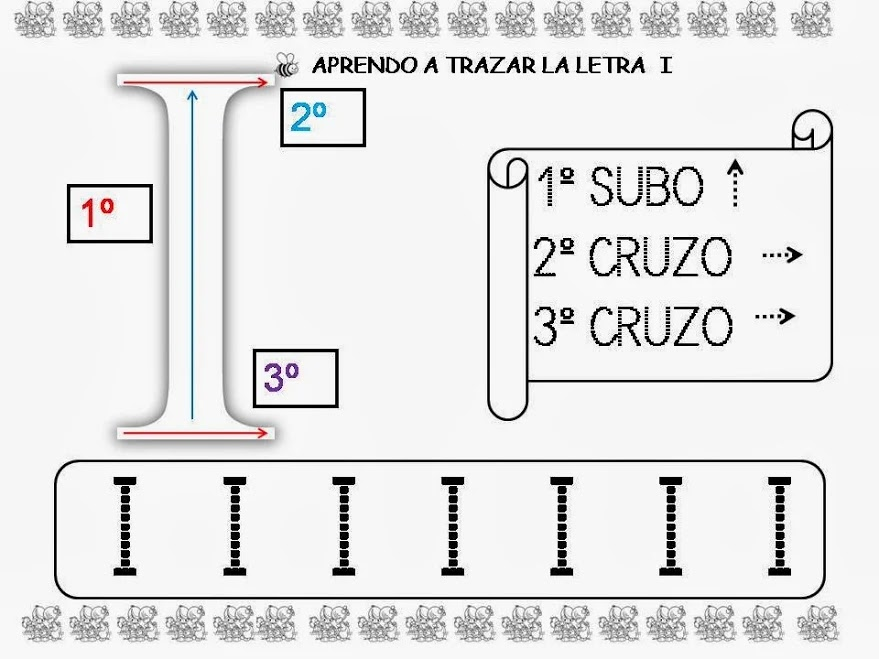 APRENDO A TRAZAR LA LETRA I
2º
1º
3º
1º SUBO
2º CRUZO
3º CRUZO
I I I I I I I